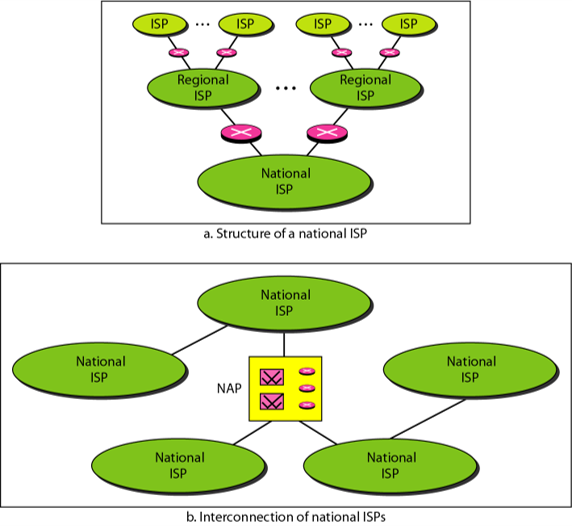 ISP ... ISP ISP ... ISP
Regional
ISP
...
Regional
ISP
National
ISP
a. Structure of a national ISP
National
ISP
National
ISP
NAP
National
ISP
National
ISP
National
ISP
b. Interconnection of national ISPs